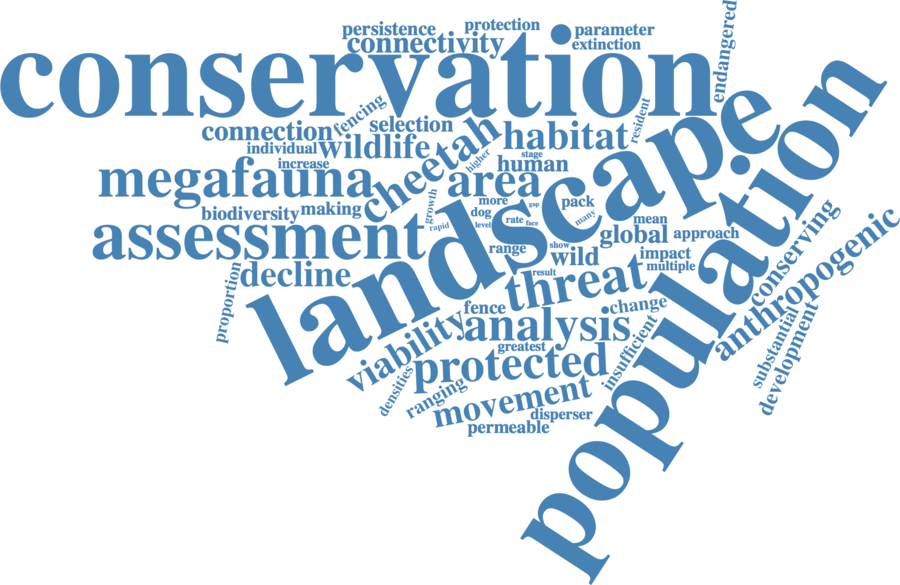 persistence
protection
parameter
endangered
connectivity
extinction
conservation
fencing
selection
connection
resident
individual
wildlife
cheetah
habitat
higher
stage
increase
human
megafauna
area
landscape
population
growth
more
gap
pack
biodiversity
making
dog
rate
face
many
mean
rapid
level
global
approach
assessment
range
show
wild
impact
conserving
anthropogenic
proportion
decline
result
multiple
threat
fence
change
viability
analysis
insufficient
substantial
development
greatest
protected
densities
ranging
movement
disperser
permeable